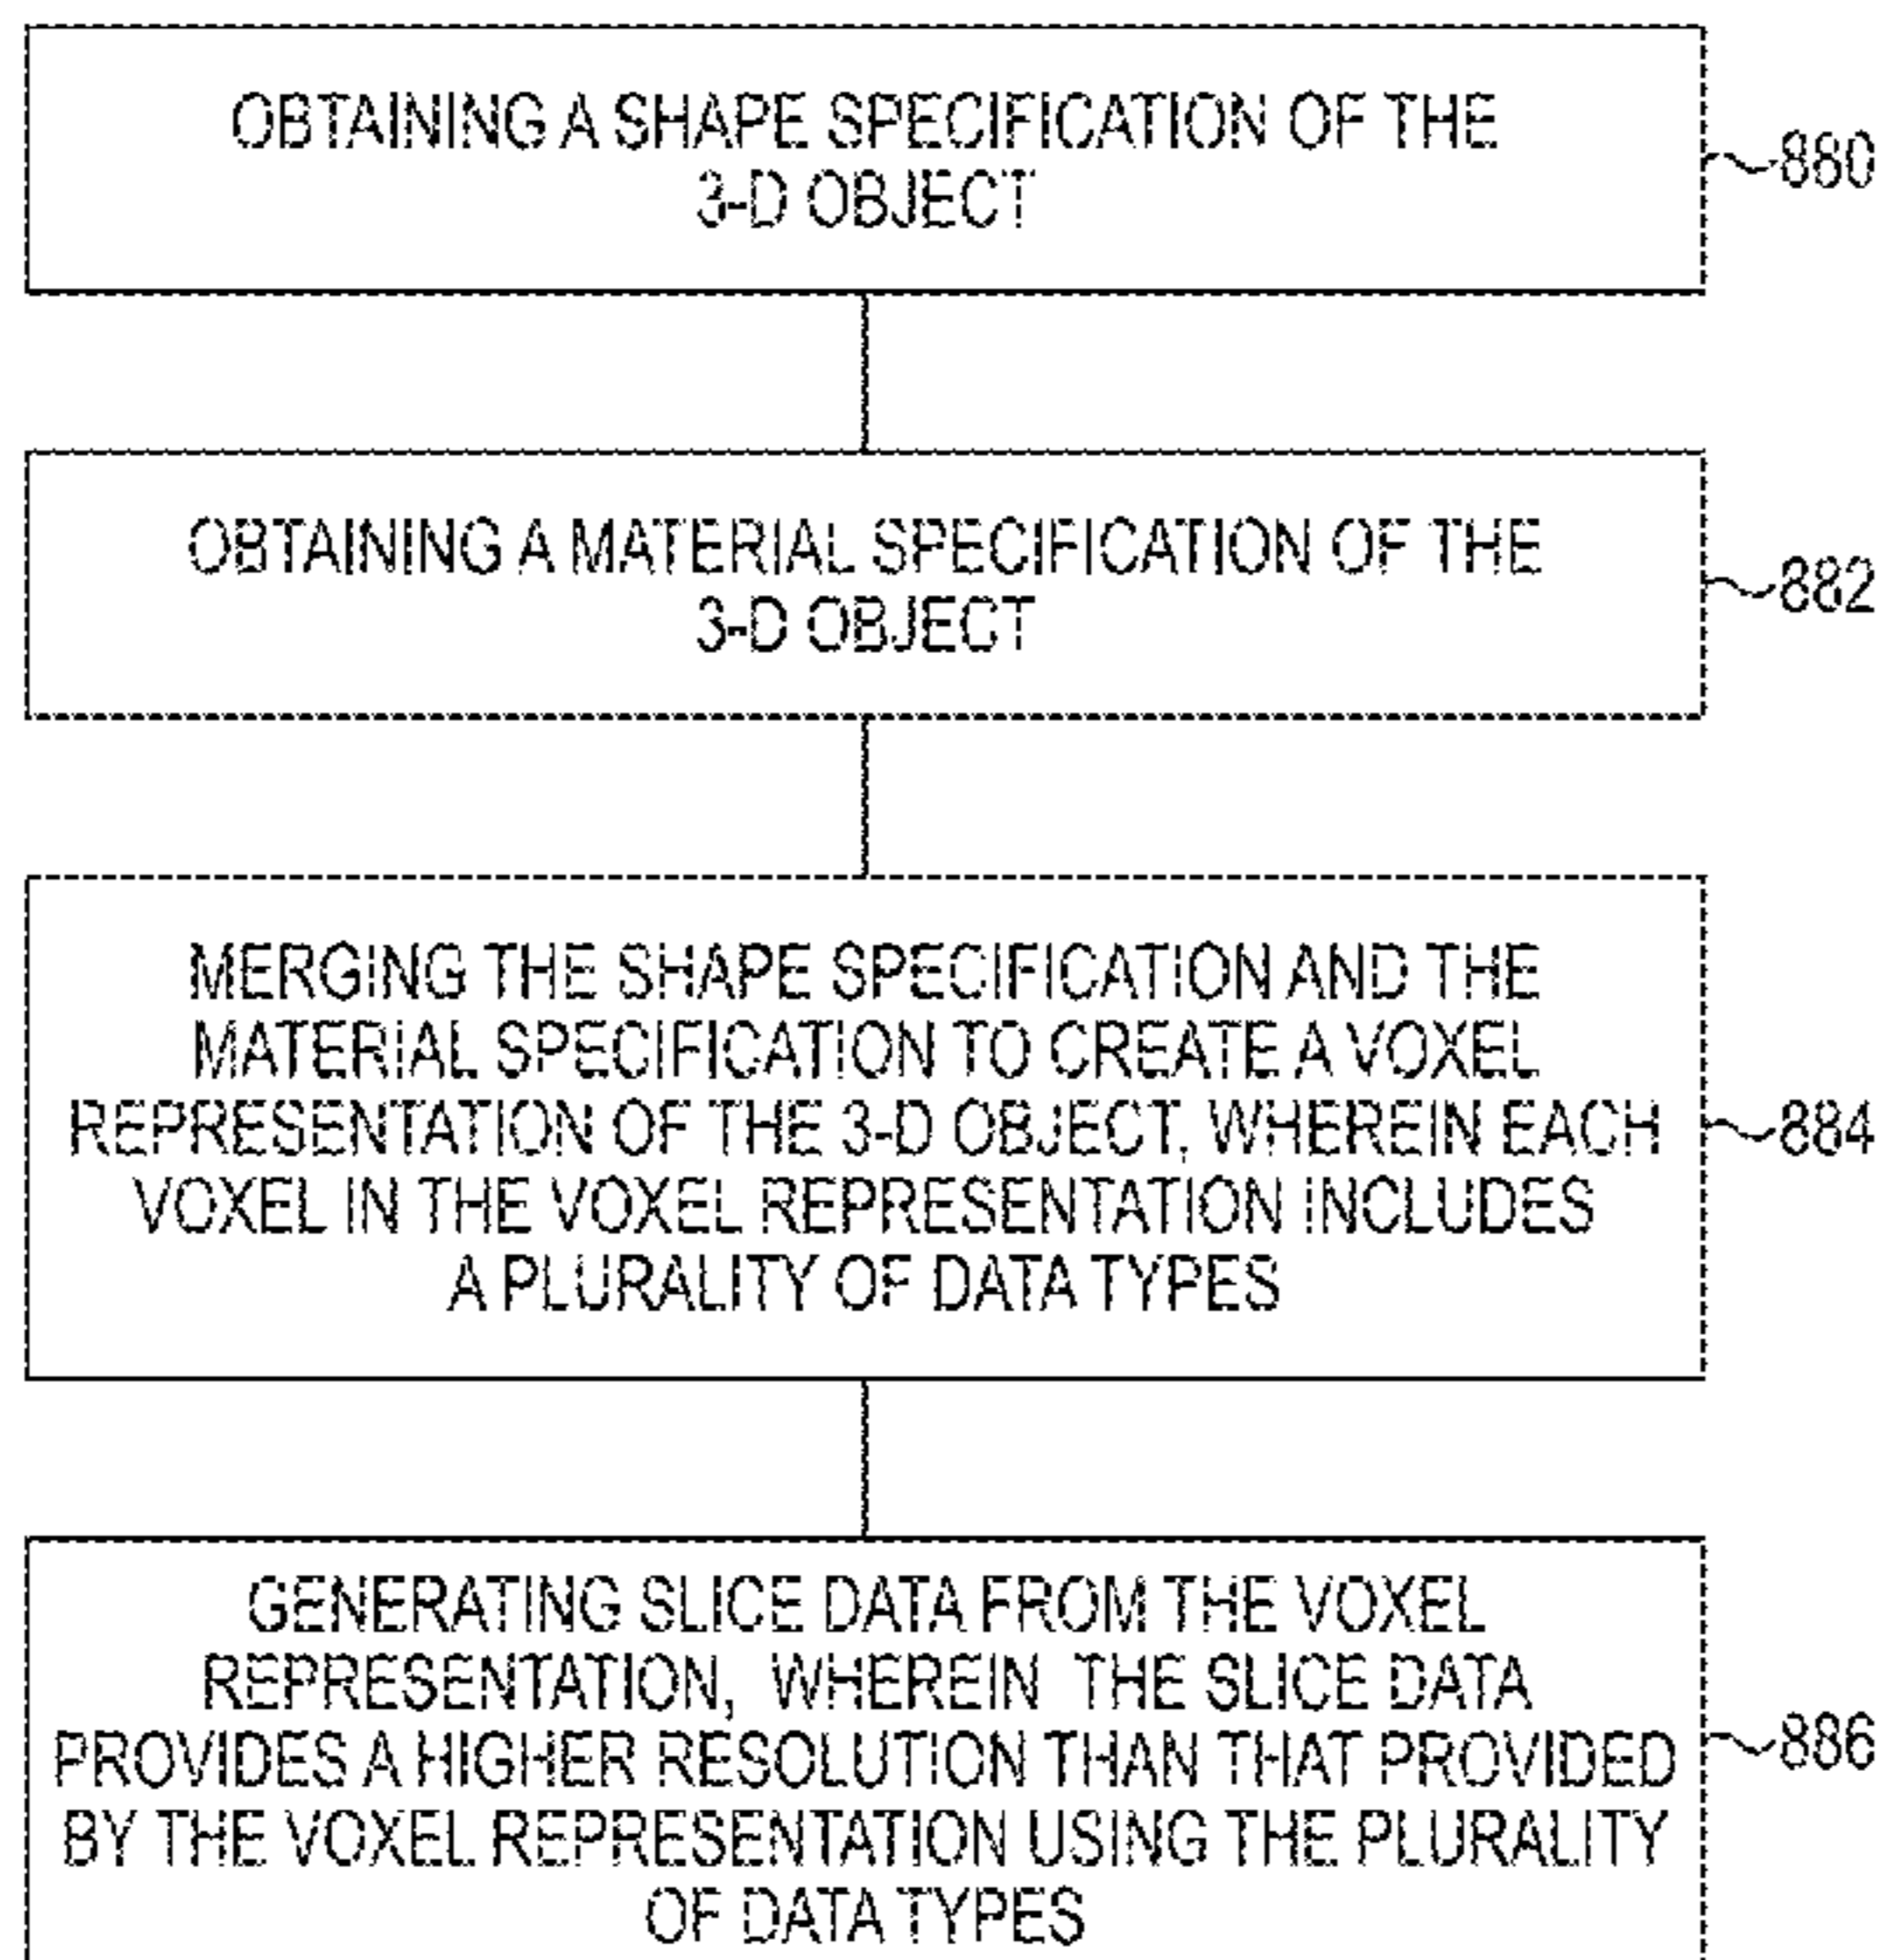 OBTAINING A SHAPE SPECIFICATION OF THE
3-D OBJECT
880
OBTAINING A MATERIAL SPECIFICATION OF THE
3-D OBJECT
882
MERGING THE SHAPE SPECIFICATION AND THE
MATERIAL SPECIFICATION TO CREATE A VOXEL
REPRESENTATION OF THE 3-D OBJECT, WHEREIN EACH
VOXEL IN THE VOXEL REPRESENTATION INCLUDES
A PLURALITY OF DATA TYPES
884
GENERATING SLICE DATA FROM THE VOXEL
REPRESENTATION, WHEREIN THE SLICE DATA
PROVIDES A HIGHER RESOLUTION THAN THAT PROVIDED
BY THE VOXEL REPRESENTATION USING THE PLURALITY
OF DATA TYPES
886